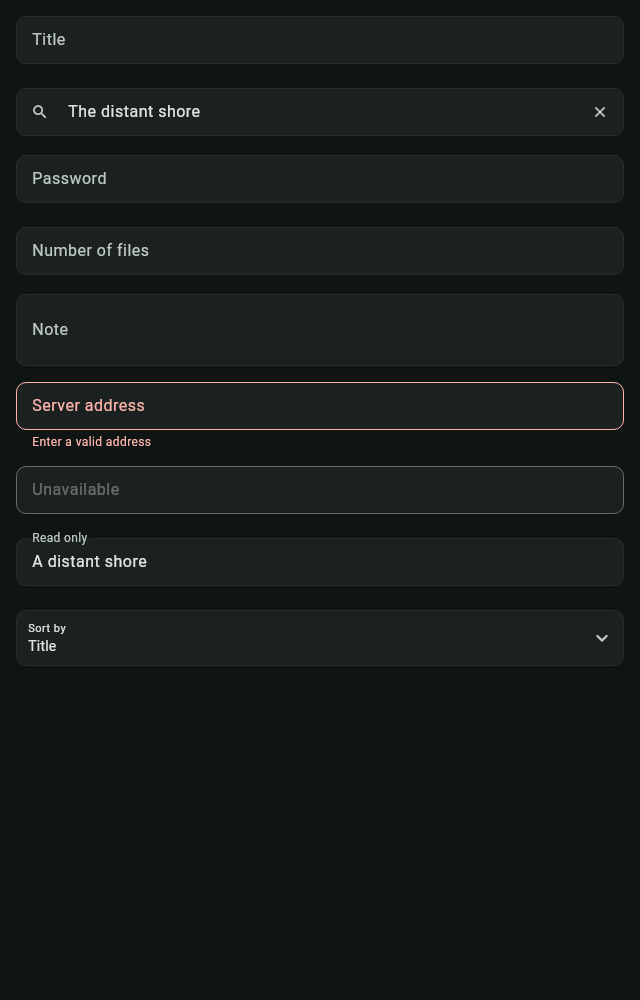 Title
The distant shore
Password
Number of files
Note
Server address
Enter a valid address
Unavailable
Read only
A distant shore
Sort by
Title